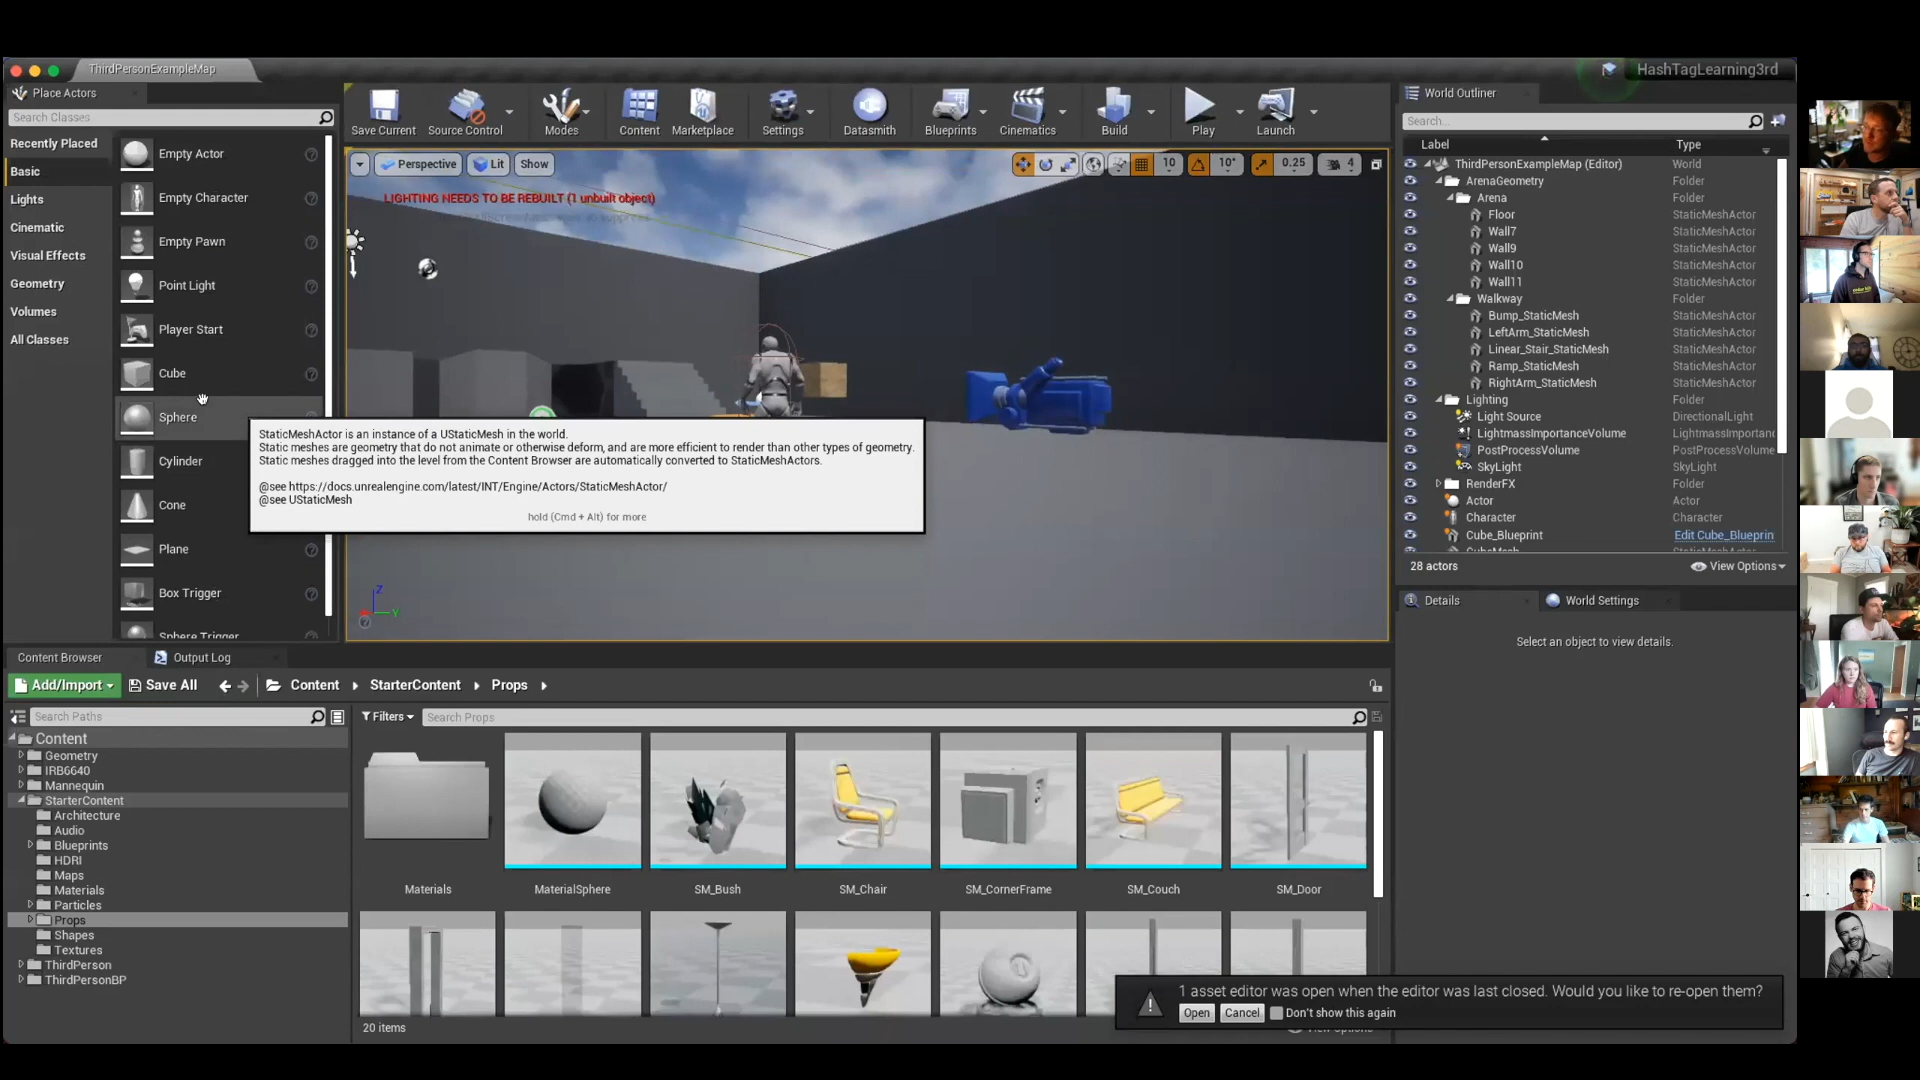 ThirdPersonExampleMap
HashTagLearning3rd
Place Actors
Search Classes
Recently Placed
Basic
Lights
Cinematic
Visual Effects
Geometry
Volumes
All Classes
Empty Actor
Empty Character
Empty Pawn
Point Light
Player Start
Cube
Sphere
Cylinder
Cone
Plane
Box Trigger
Sphere Trigger
Save Current
Source Control
Modes
Content
Marketplace
Settings
Datasmith
Blueprints
Cinematics
Build
Play
Launch
Perspective
Lit
Show
10
10°
0.25
4
LIGHTING NEEDS TO BE REBUILT (1 unbuilt object)
StaticMeshActor is an instance of a UStaticMesh in the world.
Static meshes are geometry that do not animate or otherwise deform, and are more efficient to render than other types of geometry.
Static meshes dragged into the level from the Content Browser are automatically converted to StaticMeshActors.
@see https://docs.unrealengine.com/latest/INT/Engine/Actors/StaticMeshActor/
@see UStaticMesh
hold (Cmd + Alt) for more
Z
Y
World Outliner
Search...
Label Type
ThirdPersonExampleMap (Editor) World
ArenaGeometry Folder
Arena Folder
Floor StaticMeshActor
Wall7 StaticMeshActor
Wall9 StaticMeshActor
Wall10 StaticMeshActor
Wall11 StaticMeshActor
Walkway Folder
Bump_StaticMesh StaticMeshActor
LeftArm_StaticMesh StaticMeshActor
Linear_Stair_StaticMesh StaticMeshActor
Ramp_StaticMesh StaticMeshActor
RightArm_StaticMesh StaticMeshActor
Lighting Folder
Light Source DirectionalLight
LightmassImportanceVolume LightmassImportanc
PostProcessVolume PostProcessVolume
SkyLight SkyLight
RenderFX Folder
Actor Actor
Character Character
Cube_Blueprint Edit Cube_Blueprin
28 actors
View Options
Details
World Settings
Select an object to view details.
Content Browser
Output Log
Add/Import
Save All
Content
StarterContent
Props
Search Paths
Filters
Search Props
Content
Geometry
IRB6640
Mannequin
StarterContent
Architecture
Audio
Blueprints
HDRI
Maps
Materials
Particles
Props
Shapes
Textures
ThirdPerson
ThirdPersonBP
Materials
MaterialSphere
SM_Bush
SM_Chair
SM_CornerFrame
SM_Couch
SM_Door
20 items
1 asset editor was open when the editor was last closed. Would you like to re-open them?
Open
Cancel
Don't show this again